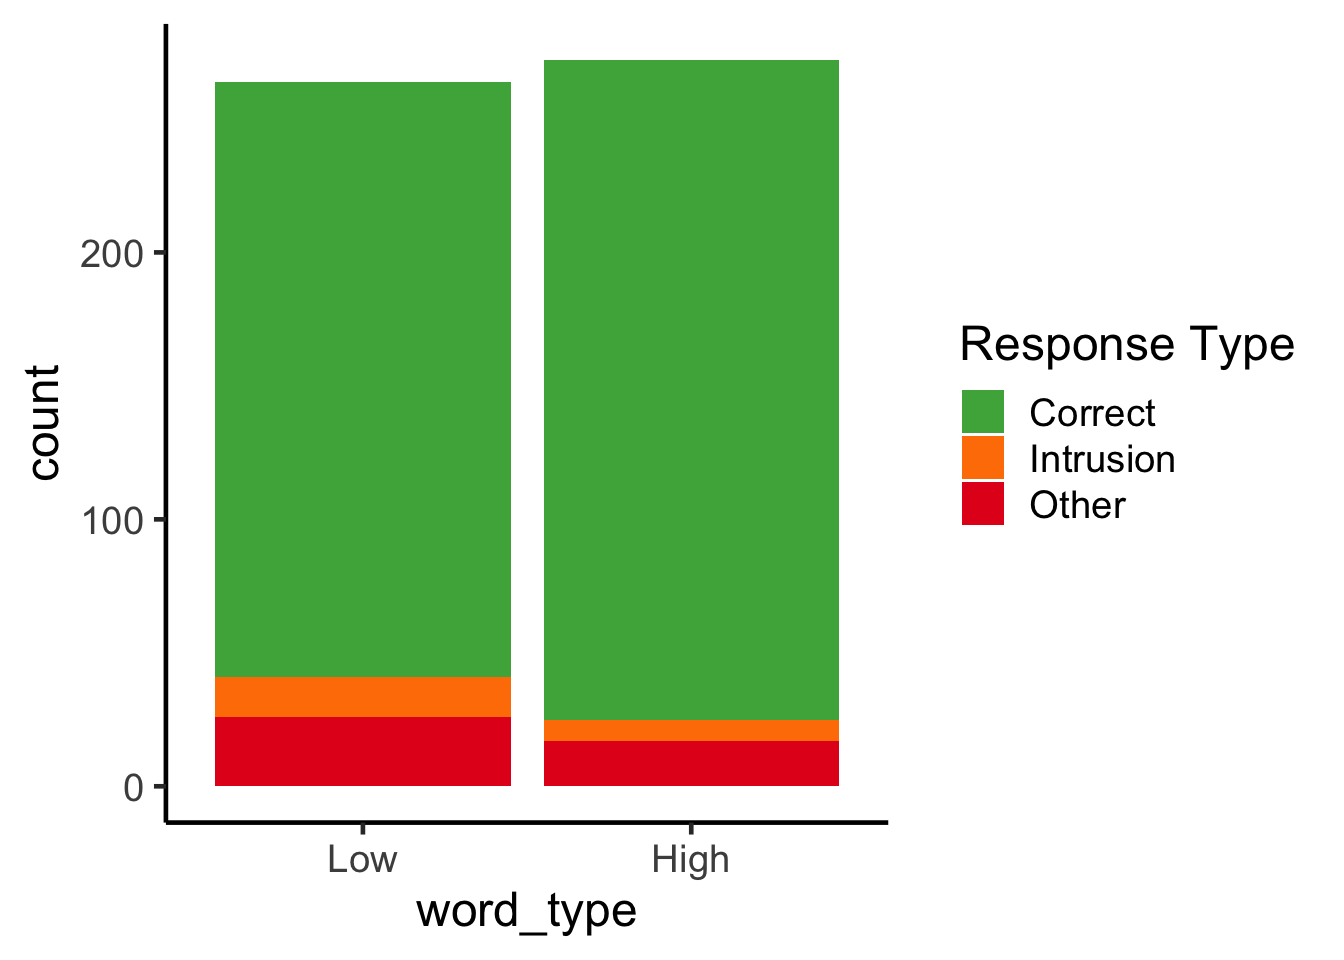 count
200
100
0
Low
High
word_type
Response Type
Correct
Intrusion
Other